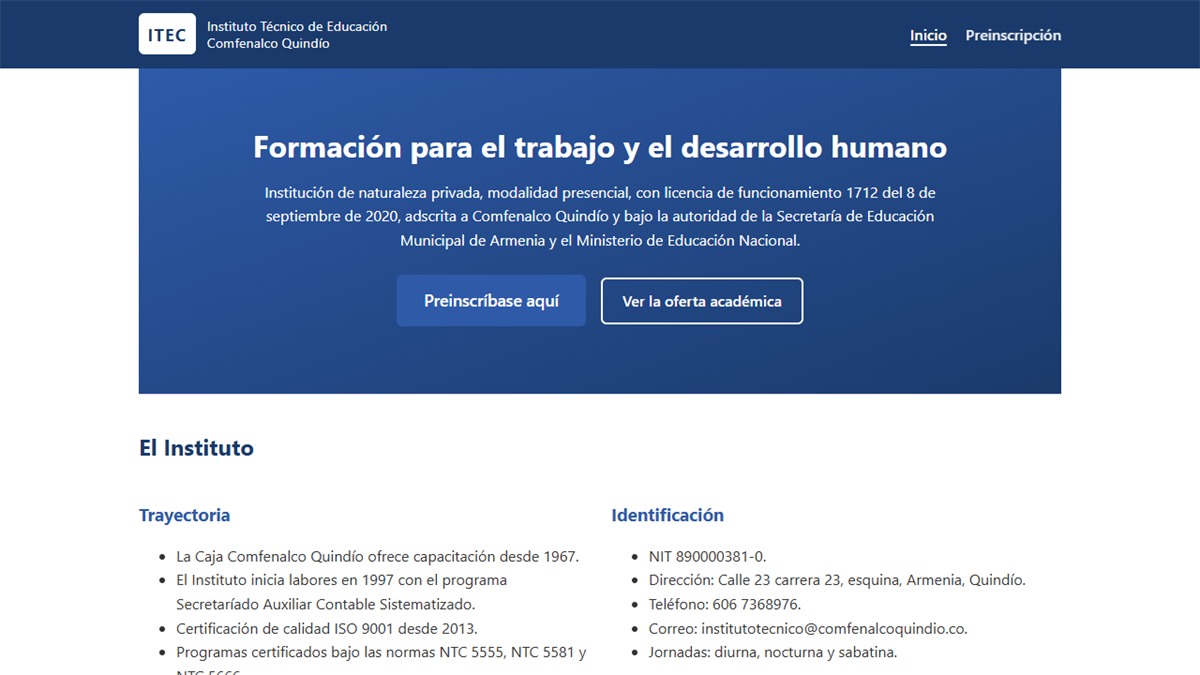 ITEC
Instituto Técnico de Educación
Comfenalco Quindío
Inicio
Preinscripción
Formación para el trabajo y el desarrollo humano
Institución de naturaleza privada, modalidad presencial, con licencia de funcionamiento 1712 del 8 de
septiembre de 2020, adscrita a Comfenalco Quindío y bajo la autoridad de la Secretaría de Educación
Municipal de Armenia y el Ministerio de Educación Nacional.
Preinscríbase aquí
Ver la oferta académica
El Instituto
Trayectoria
La Caja Comfenalco Quindío ofrece capacitación desde 1967.
El Instituto inicia labores en 1997 con el programa
Secretaríado Auxiliar Contable Sistematizado.
Certificación de calidad ISO 9001 desde 2013.
Programas certificados bajo las normas NTC 5555, NTC 5581 y
Identificación
NIT 890000381-0.
Dirección: Calle 23 carrera 23, esquina, Armenia, Quindío.
Teléfono: 606 7368976.
Correo: institutotecnico@comfenalcoquindio.co.
Jornadas: diurna, nocturna y sabatina.